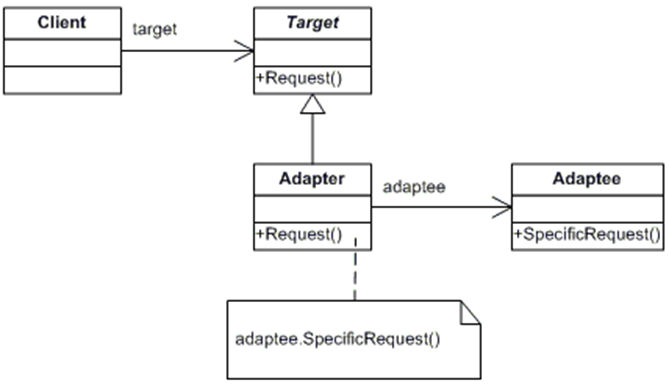 Client
target
Target
+Request()
Adapter
adaptee
Adaptee
+Request()
+SpecificRequest()
adaptee.SpecificRequest()